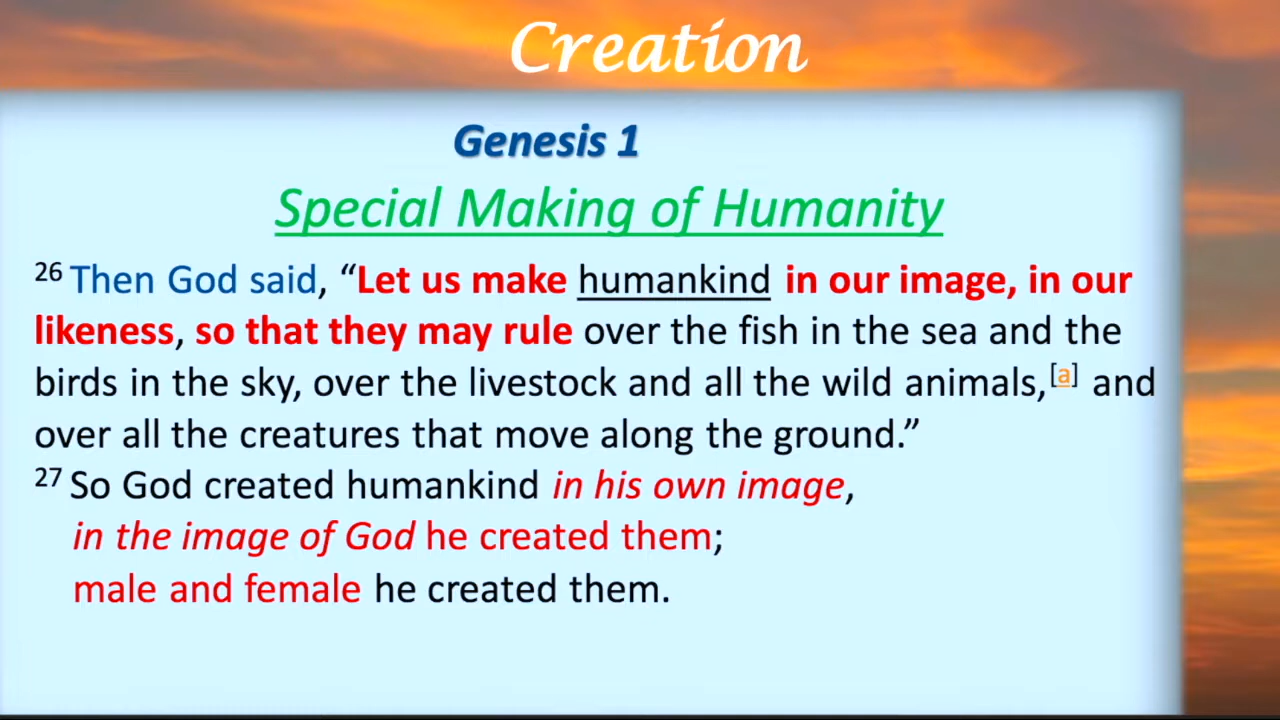 Creation
Genesis 1
Special Making of Humanity
26 Then God said, “Let us make humankind in our image, in our
likeness, so that they may rule over the fish in the sea and the
birds in the sky, over the livestock and all the wild animals,[a] and
over all the creatures that move along the ground.”
27 So God created humankind in his own image,
in the image of God he created them;
male and female he created them.